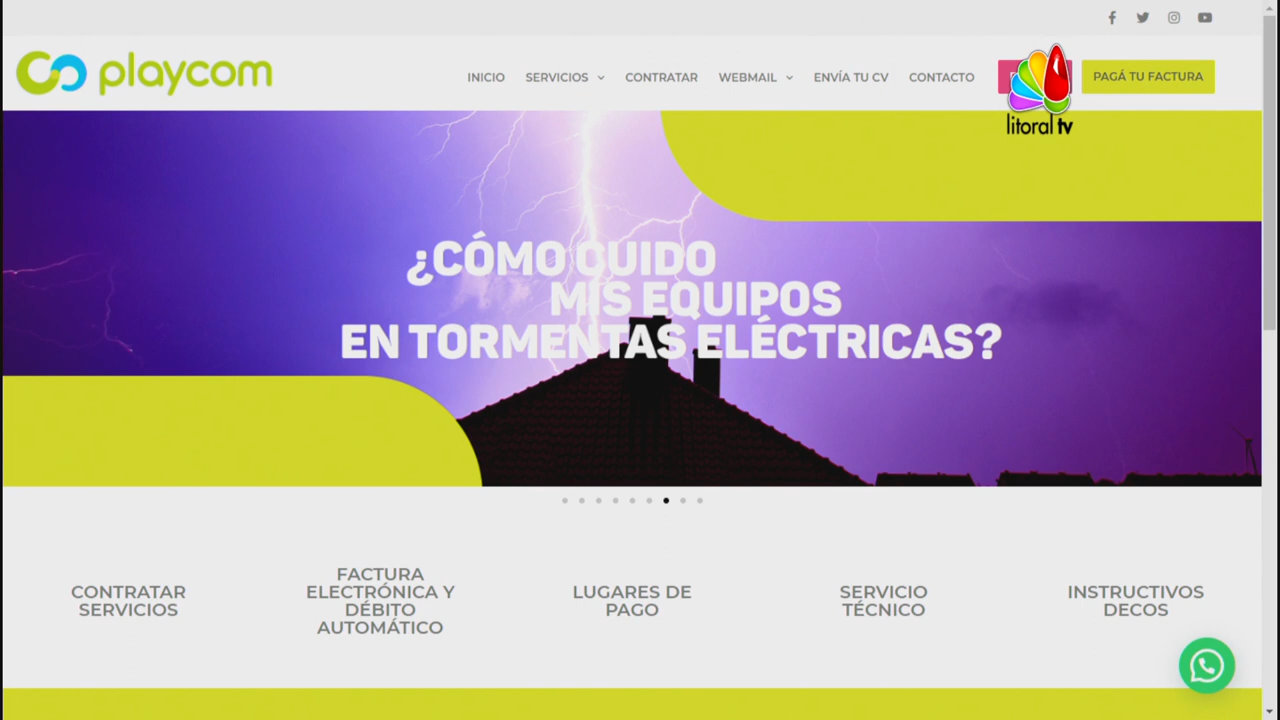 playcom
INICIO
SERVICIOS
CONTRATAR
WEBMAIL
ENVÍA TU CV
CONTACTO
litoral tv
PAGÁ TU FACTURA
¿CÓMO CUIDO
MIS EQUIPOS
EN TORMENTAS ELÉCTRICAS?
CONTRATAR
SERVICIOS
FACTURA
ELECTRÓNICA Y
DÉBITO
AUTOMÁTICO
LUGARES DE
PAGO
SERVICIO
TÉCNICO
INSTRUCTIVOS
DECOS